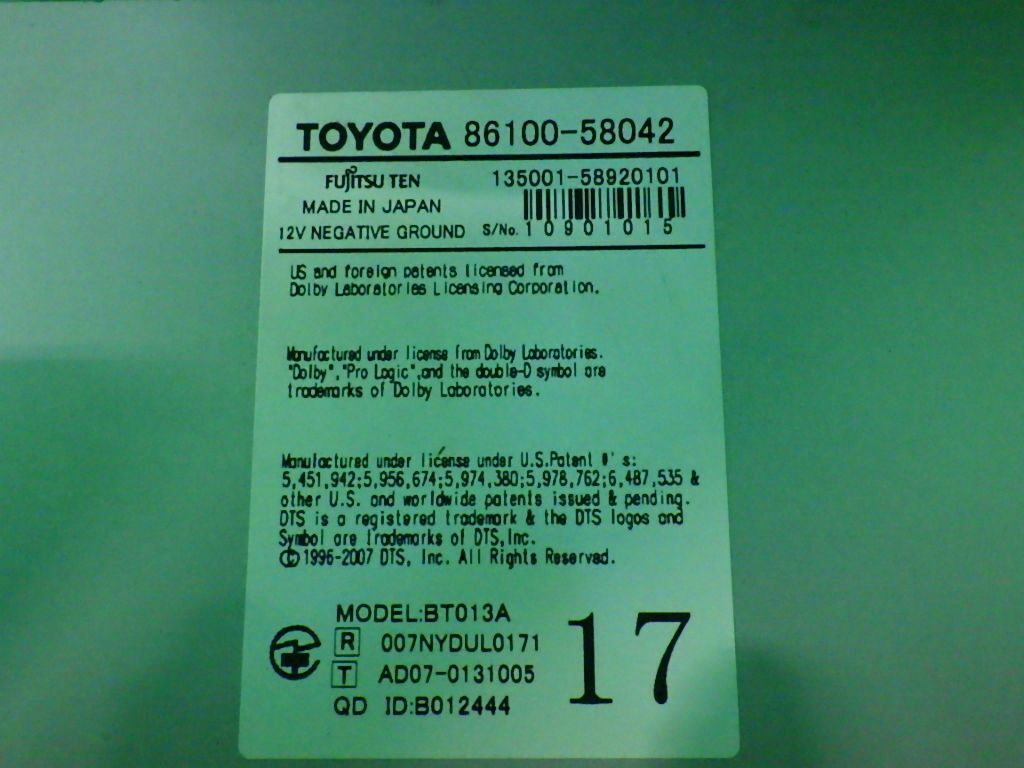 TOYOTA 86100-58042
FUJITSU TEN 135001-58920101
MADE IN JAPAN
12V NEGATIVE GROUND S/No. 10901015
US and foreign patents licensed from
Dolby Laboratories Licensing Corporation.
Manufactured under license from Dolby Laboratories.
"Dolby","Pro Logic",and the double-D symbol are
trademarks of Dolby Laboratories.
Manufactured under license under U.S.Patent #'s:
5,451,942;5,956,674;5,974,380;5,978,762;6,487,535 &
other U.S. and worldwide patents issued & pending.
DTS is a registered trademark & the DTS logos and
Symbol are trademarks of DTS,Inc.
©1996-2007 DTS, Inc. All Rights Reserved.
MODEL:BT013A
R 007NYDUL0171
T AD07-0131005
QD ID:B012444
17